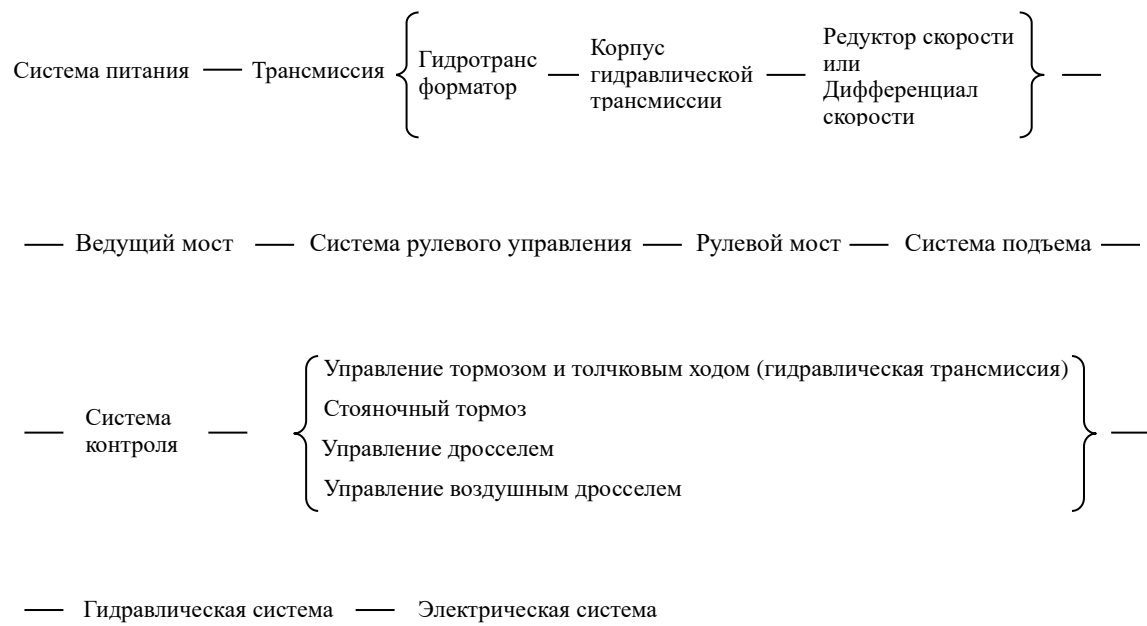 Система питания — Трансмиссия
Гидротранс
форматор
— Корпус
гидравлической
трансмиссии
— Редуктор скорости
или
Дифференциал
скорости
—
— Ведущий мост — Система рулевого управления — Рулевой мост — Система подъема —
— Система
контроля —
Управление тормозом и толчковым ходом (гидравлическая трансмиссия)
Стояночный тормоз
Управление дросселем
Управление воздушным дросселем
—
— Гидравлическая система — Электрическая система